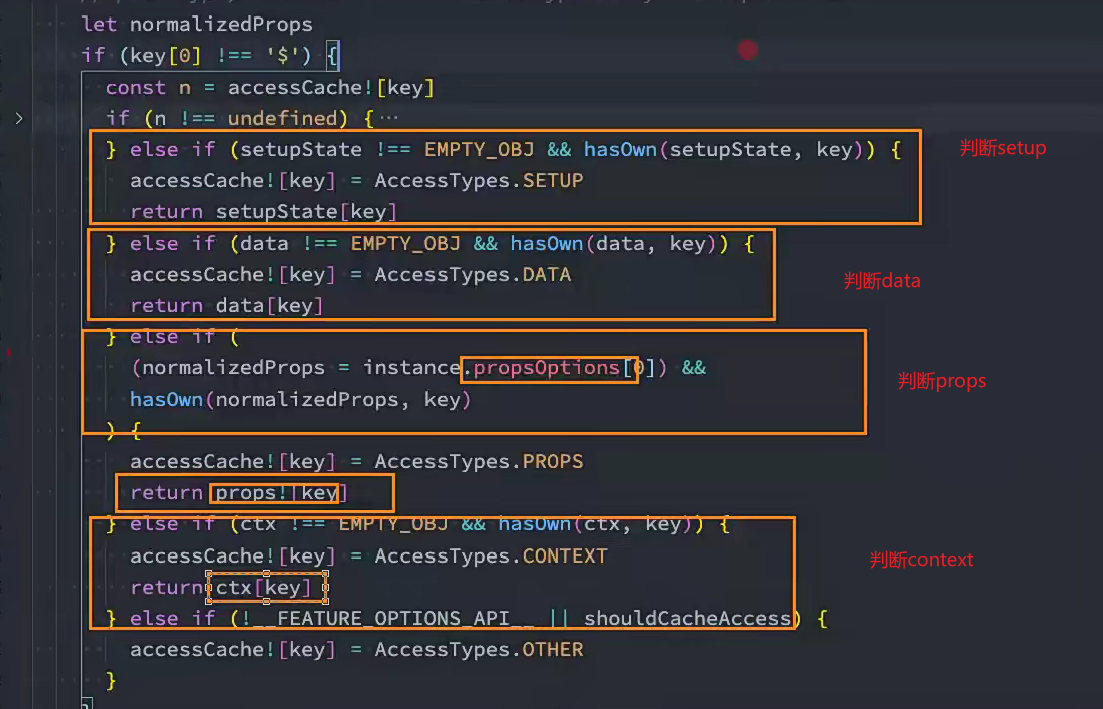 let normalizedProps
if (key[0] !== '$') {
const n = accessCache![key]
if (n !== undefined) {…
} else if (setupState !== EMPTY_OBJ && hasOwn(setupState, key)) {
判断setup
accessCache![key] = AccessTypes.SETUP
return setupState[key]
} else if (data !== EMPTY_OBJ && hasOwn(data, key)) {
accessCache![key] = AccessTypes.DATA
判断data
return data[key]
} else if (
(normalizedProps = instance.propsOptions[0]) &&
判断props
hasOwn(normalizedProps, key)
) {
accessCache![key] = AccessTypes.PROPS
return props![key]
} else if (ctx !== EMPTY_OBJ && hasOwn(ctx, key)) {
accessCache![key] = AccessTypes.CONTEXT
判断context
return ctx[key]
} else if (!__FEATURE_OPTIONS_API__ || shouldCacheAccess) {
accessCache![key] = AccessTypes.OTHER
}
}